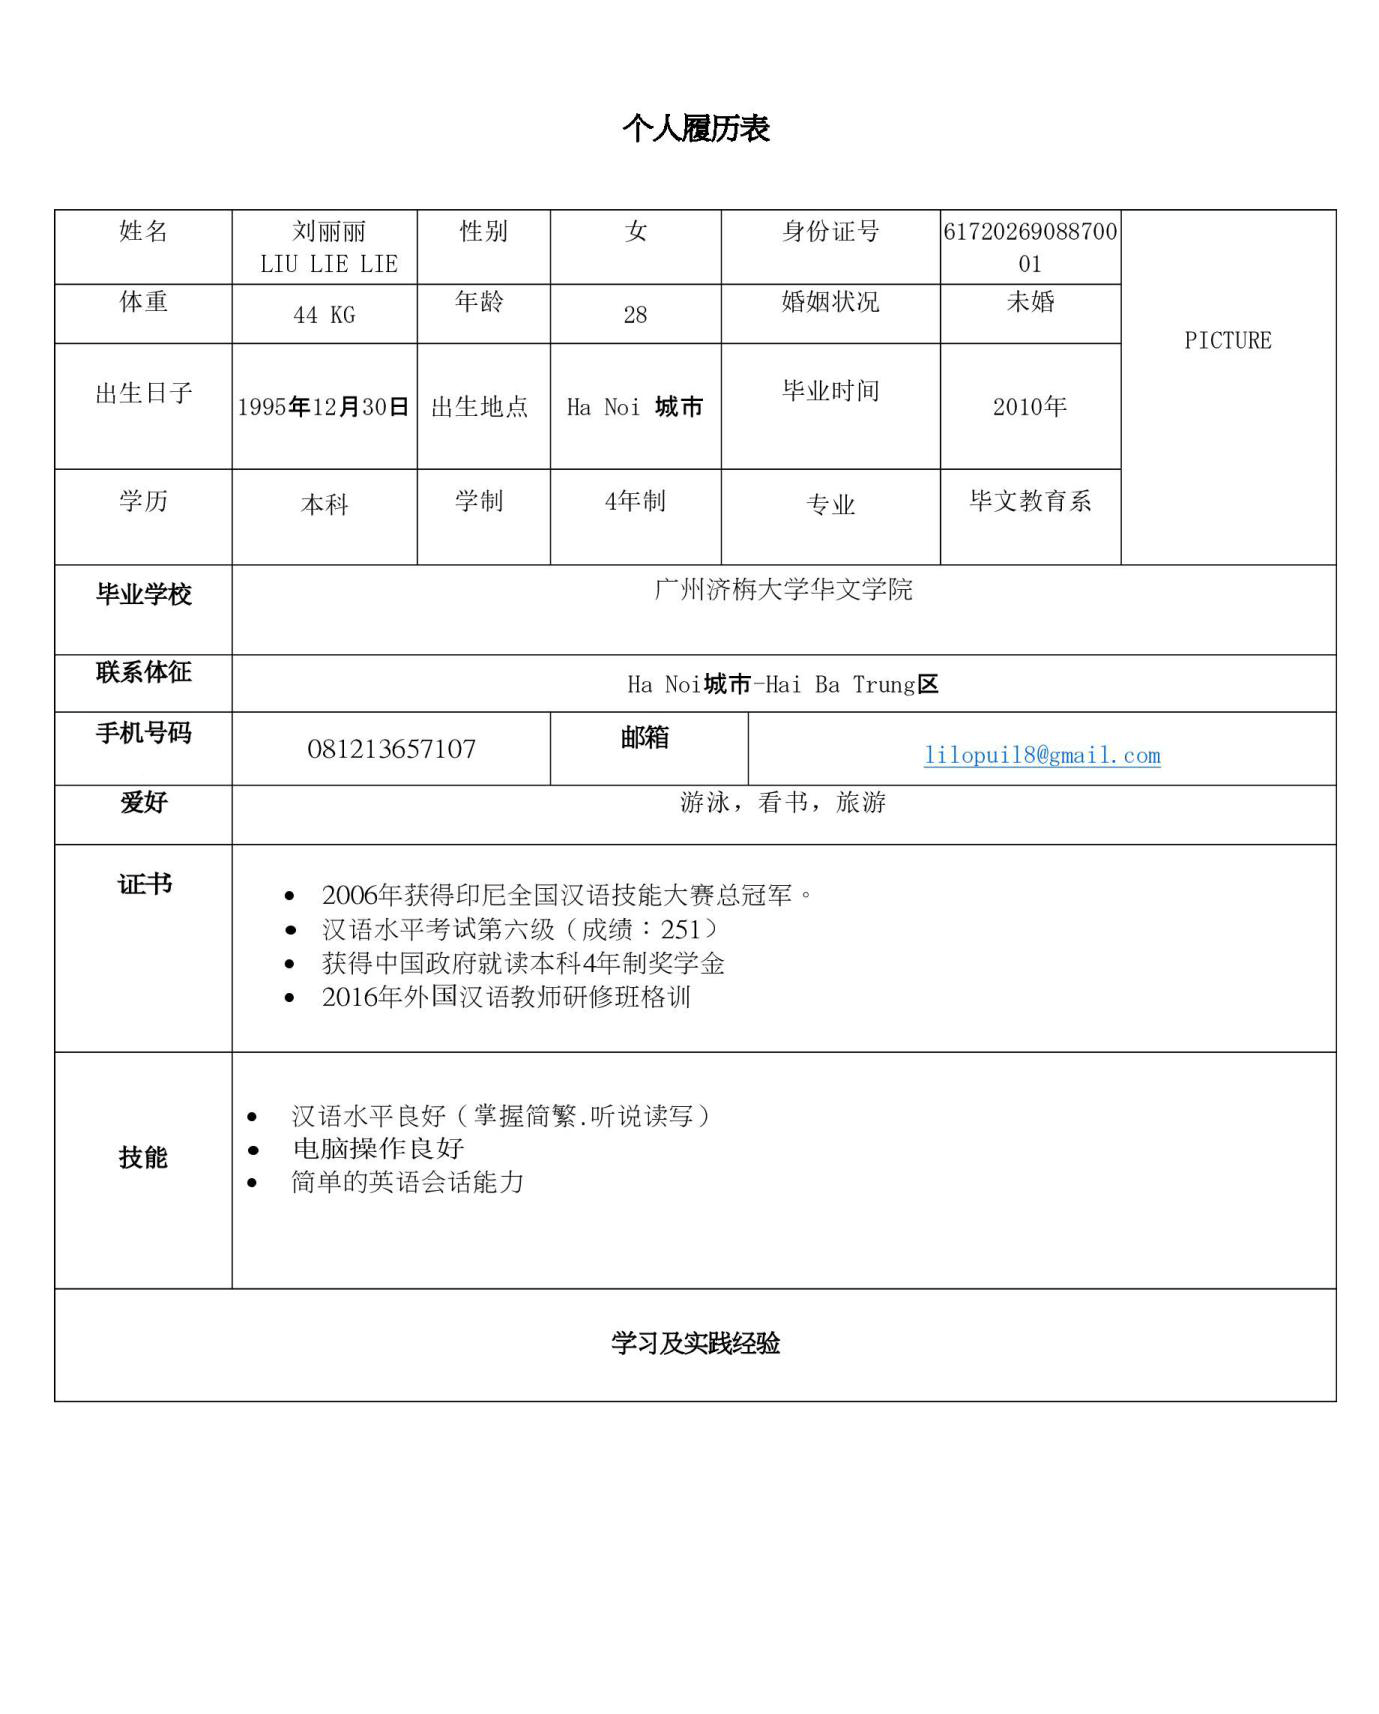 个人履历表
姓名 刘丽丽 性别 女 身份证号 61720269088700
LIU LIE LIE 01
体重 44 KG 年龄 28 婚姻状况 未婚
PICTURE
出生日子 1995年12月30日 出生地点 Ha Noi 城市 毕业时间 2010年
学历 本科 学制 4年制 专业 毕文教育系
毕业学校 广州济梅大学华文学院
联系体征 Ha Noi城市-Hai Ba Trung区
手机号码 081213657107 邮箱 lilopui18@gmail.com
爱好 游泳，看书，旅游
证书
• 2006年获得印尼全国汉语技能大赛总冠军。
• 汉语水平考试第六级（成绩：251）
• 获得中国政府就读本科4年制奖学金
• 2016年外国汉语教师研修班格训
技能
• 汉语水平良好（掌握简繁.听说读写）
• 电脑操作良好
• 简单的英语会话能力
学习及实践经验